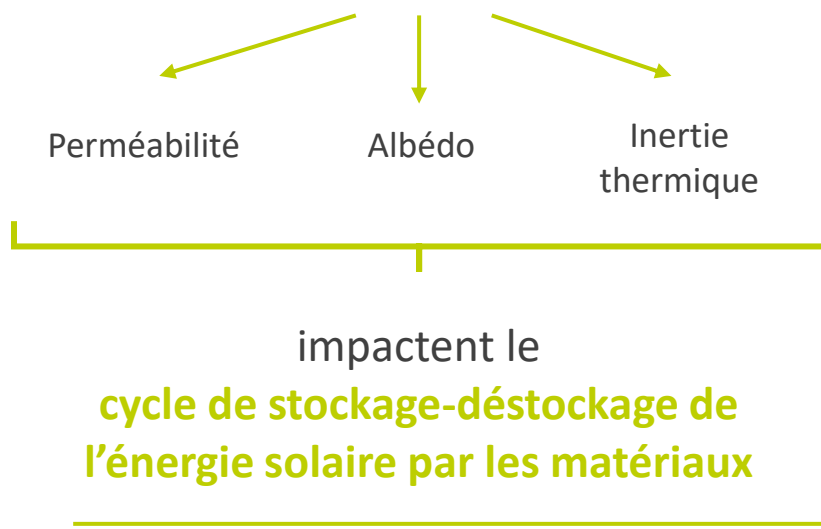 Perméabilité
Albédo
Inertie
thermique
impactent le
cycle de stockage-déstockage de
l’énergie solaire par les matériaux